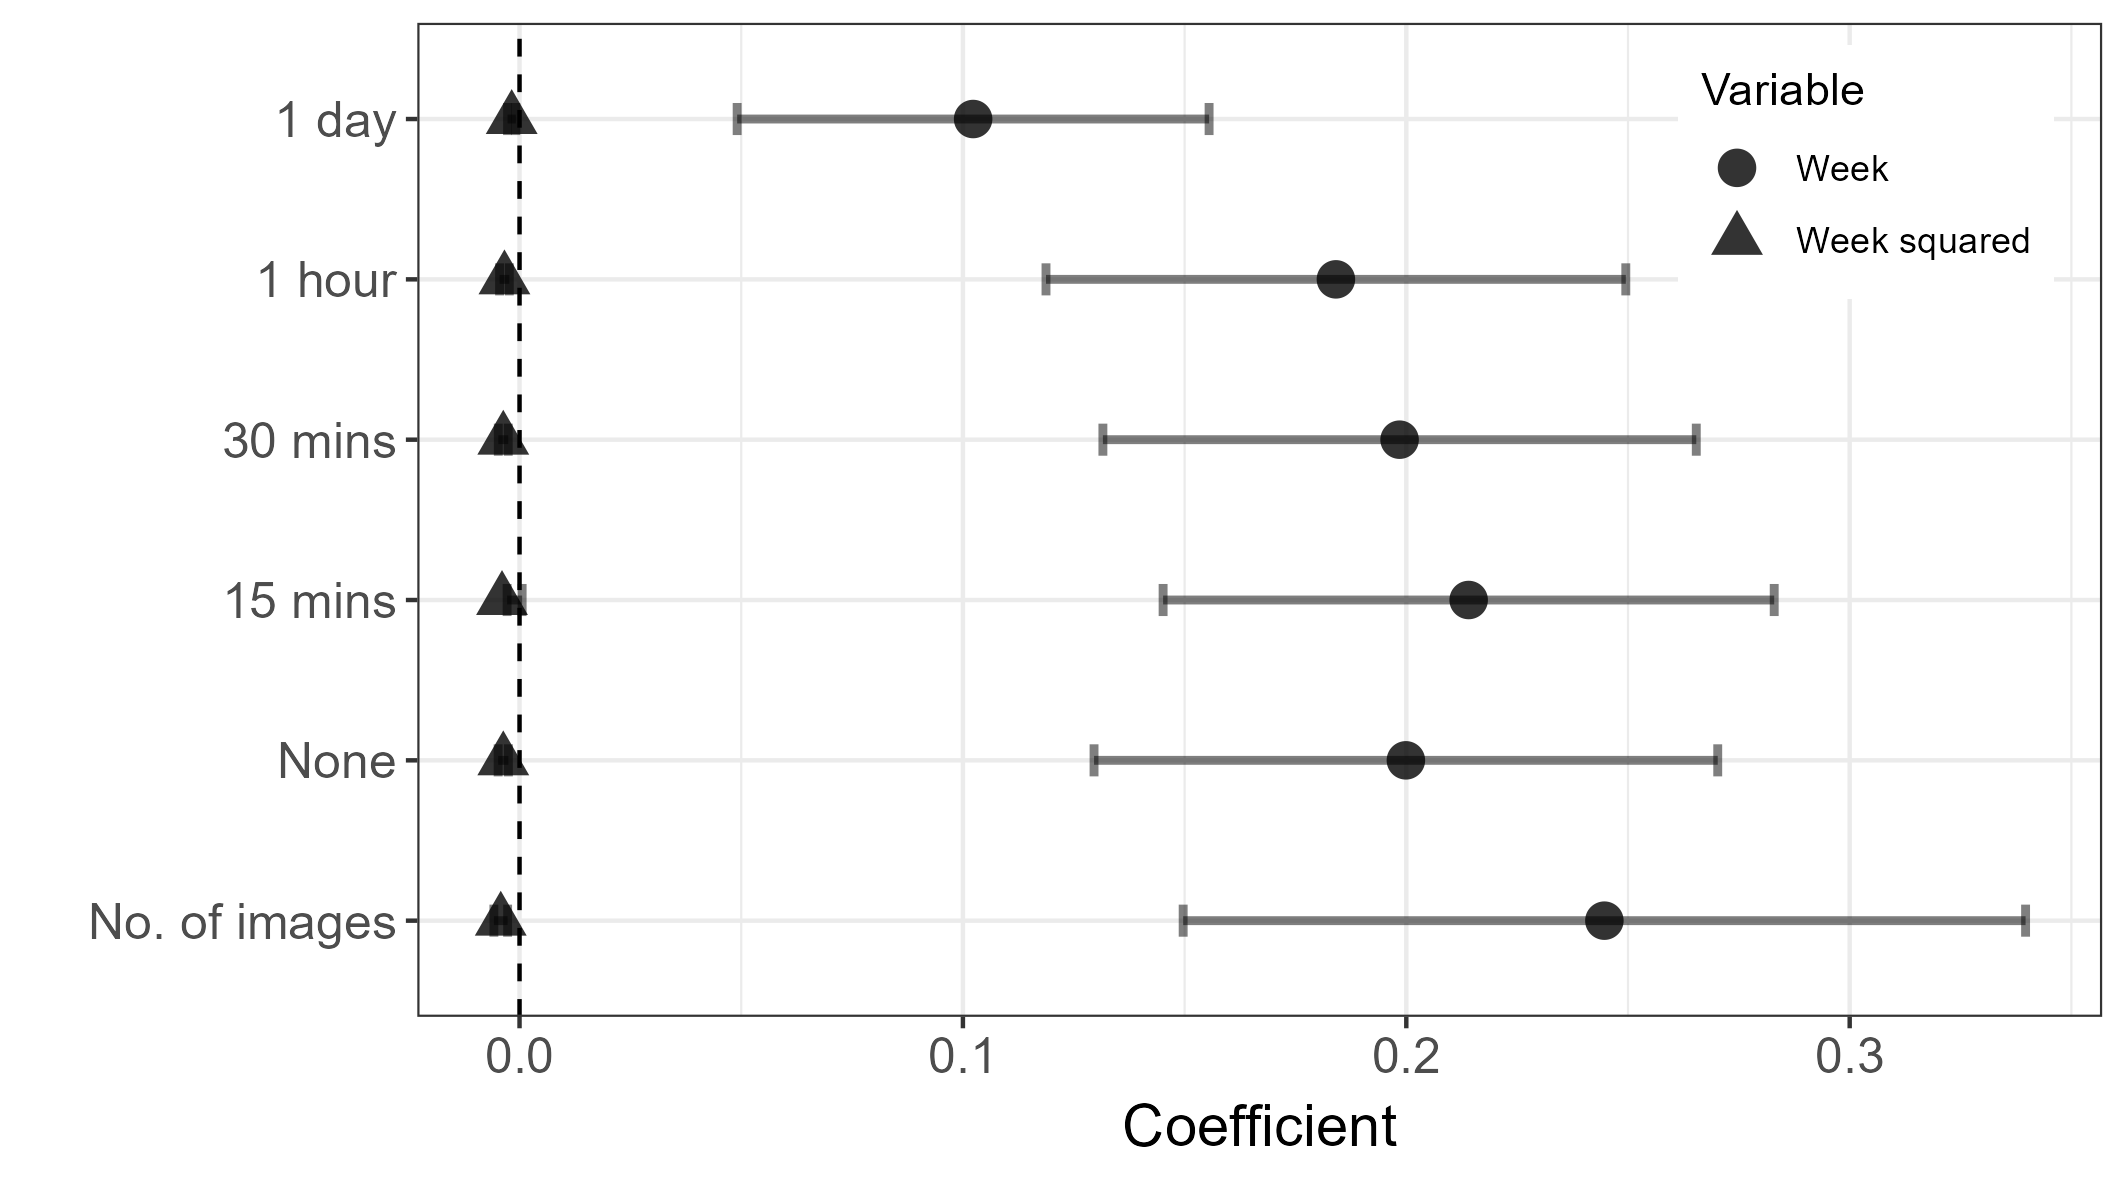 Variable
Week
Week squared
1 day
1 hour
30 mins
15 mins
None
No. of images
0.0 0.1 0.2 0.3
Coefficient